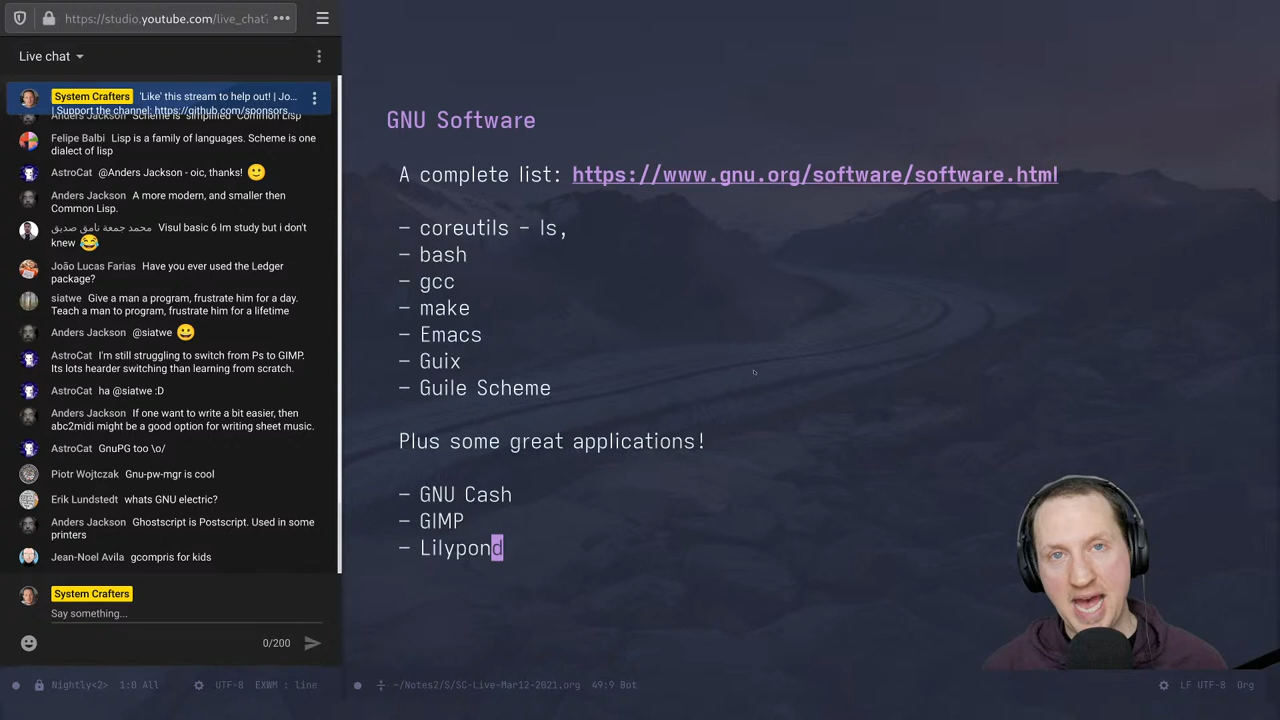 https://studio.youtube.com/live_chat?
Live chat
System Crafters 'Like' this stream to help out! | Jo...
| Support the channel: https://github.com/sponsors
Anders Jackson Scheme is "simplified" Common Lisp
Felipe Balbi Lisp is a family of languages. Scheme is one
dialect of lisp
AstroCat @Anders Jackson - oic, thanks! 🙂
Anders Jackson A more modern, and smaller then
Common Lisp.
محمد جمعة نامق صديق Visul basic 6 Im study but i don't
knew 😂
João Lucas Farias Have you ever used the Ledger
package?
siatwe Give a man a program, frustrate him for a day.
Teach a man to program, frustrate him for a lifetime
Anders Jackson @siatwe 😀
AstroCat I'm still struggling to switch from Ps to GIMP.
Its lots hearder switching than learning from scratch.
AstroCat ha @siatwe :D
Anders Jackson If one want to write a bit easier, then
abc2midi might be a good option for writing sheet music.
AstroCat GnuPG too \o/
Piotr Wojtczak Gnu-pw-mgr is cool
Erik Lundstedt whats GNU electric?
Anders Jackson Ghostscript is Postscript. Used in some
printers
Jean-Noel Avila gcompris for kids
System Crafters
Say something...
0/200
Nightly<2> 1:0 All UTF-8 EXWM : line
GNU Software
A complete list: https://www.gnu.org/software/software.html
- coreutils - ls,
- bash
- gcc
- make
- Emacs
- Guix
- Guile Scheme
Plus some great applications!
- GNU Cash
- GIMP
- Lilypond
~/Notes2/S/SC-Live-Mar12-2021.org 49:9 Bot LF UTF-8 Org